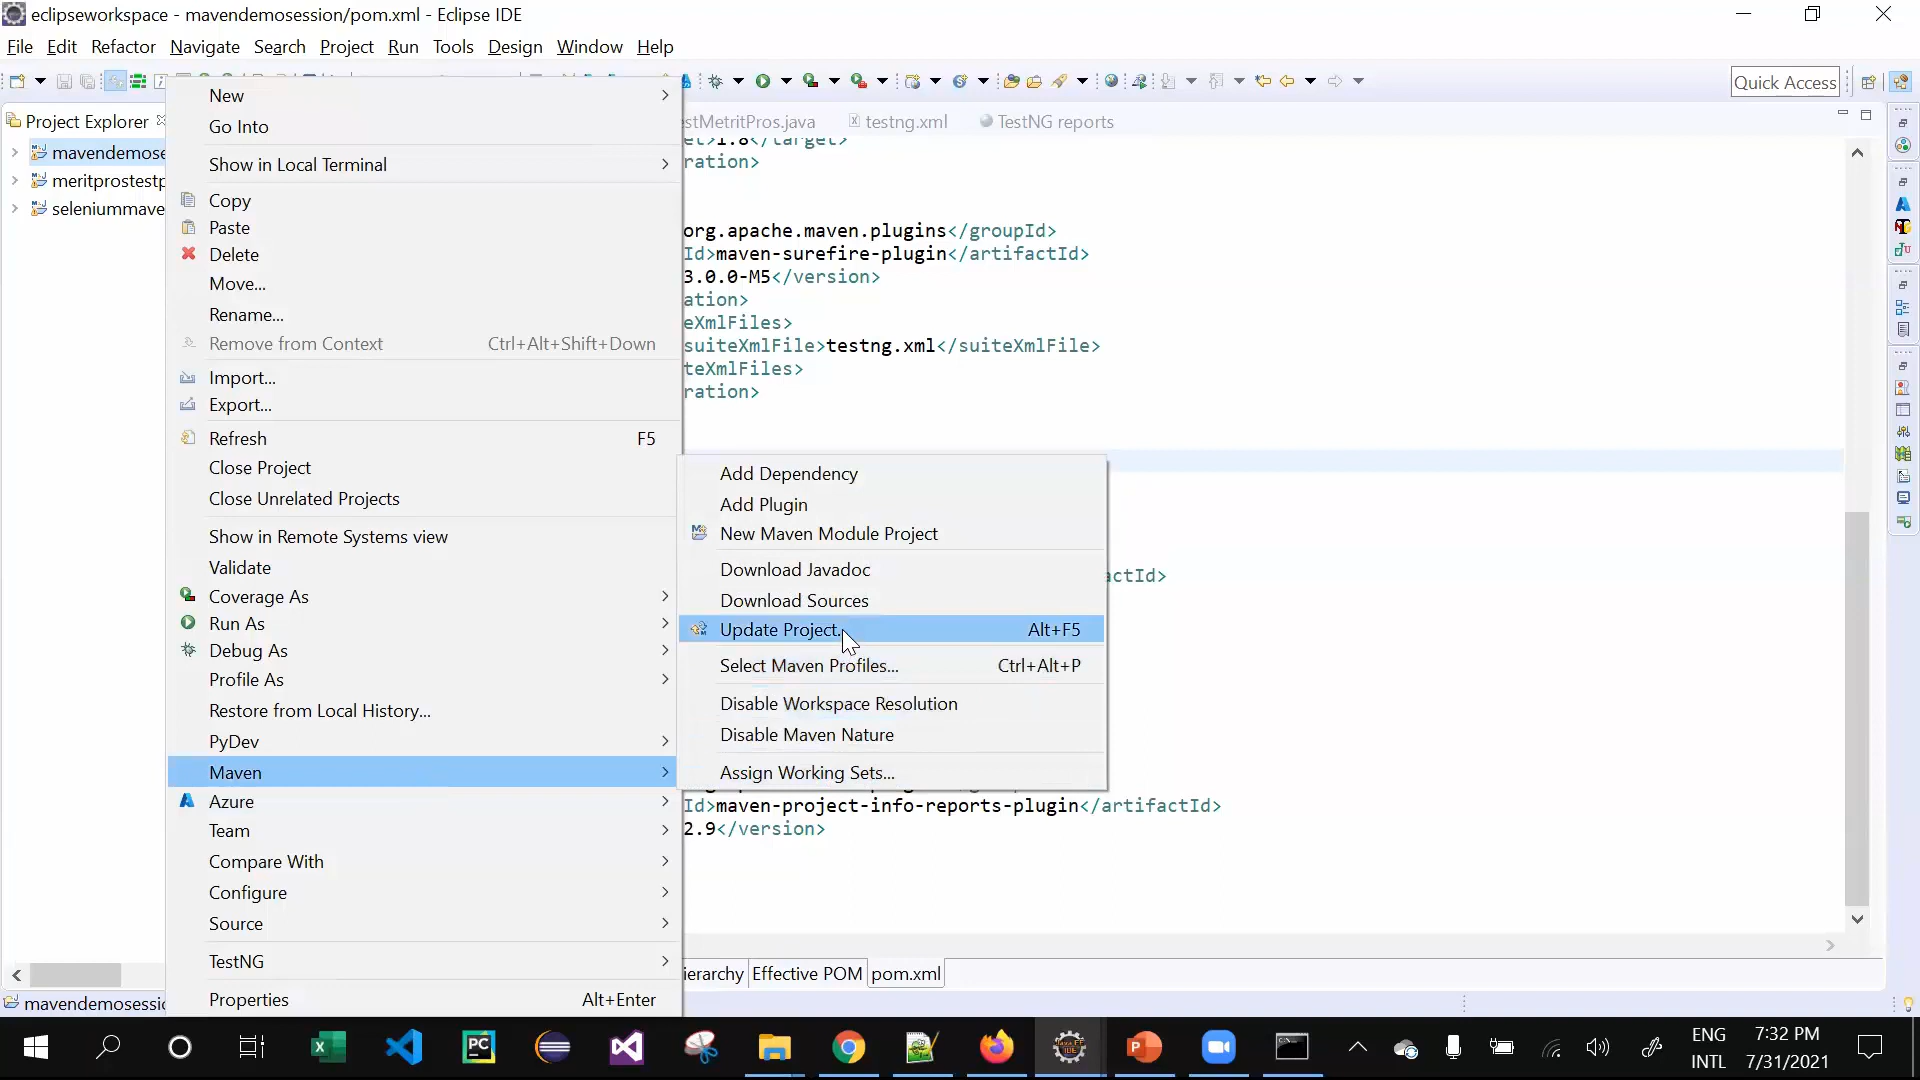 eclipseworkspace - mavendemosession/pom.xml - Eclipse IDE
File Edit Refactor Navigate Search Project Run Tools Design Window Help
Quick Access
Project Explorer
mavendemose
meritprostestp
seleniummave
mavendemosessio
New
Go Into
Show in Local Terminal
Copy
Paste
Delete
Move...
Rename...
Remove from Context Ctrl+Alt+Shift+Down
Import...
Export...
Refresh F5
Close Project
Close Unrelated Projects
Show in Remote Systems view
Validate
Coverage As
Run As
Debug As
Profile As
Restore from Local History...
PyDev
Maven
Azure
Team
Compare With
Configure
Source
TestNG
Properties Alt+Enter
Add Dependency
Add Plugin
New Maven Module Project
Download Javadoc
Download Sources
Update Project. Alt+F5
Select Maven Profiles... Ctrl+Alt+P
Disable Workspace Resolution
Disable Maven Nature
Assign Working Sets...
estMetritPros.java testng.xml TestNG reports
et>1.8</target>
ration>
org.apache.maven.plugins</groupId>
Id>maven-surefire-plugin</artifactId>
3.0.0-M5</version>
ation>
eXmlFiles>
suiteXmlFile>testng.xml</suiteXmlFile>
teXmlFiles>
ration>
actId>
Id>maven-project-info-reports-plugin</artifactId>
2.9</version>
ierarchy Effective POM pom.xml
ENG
INTL
7:32 PM
7/31/2021